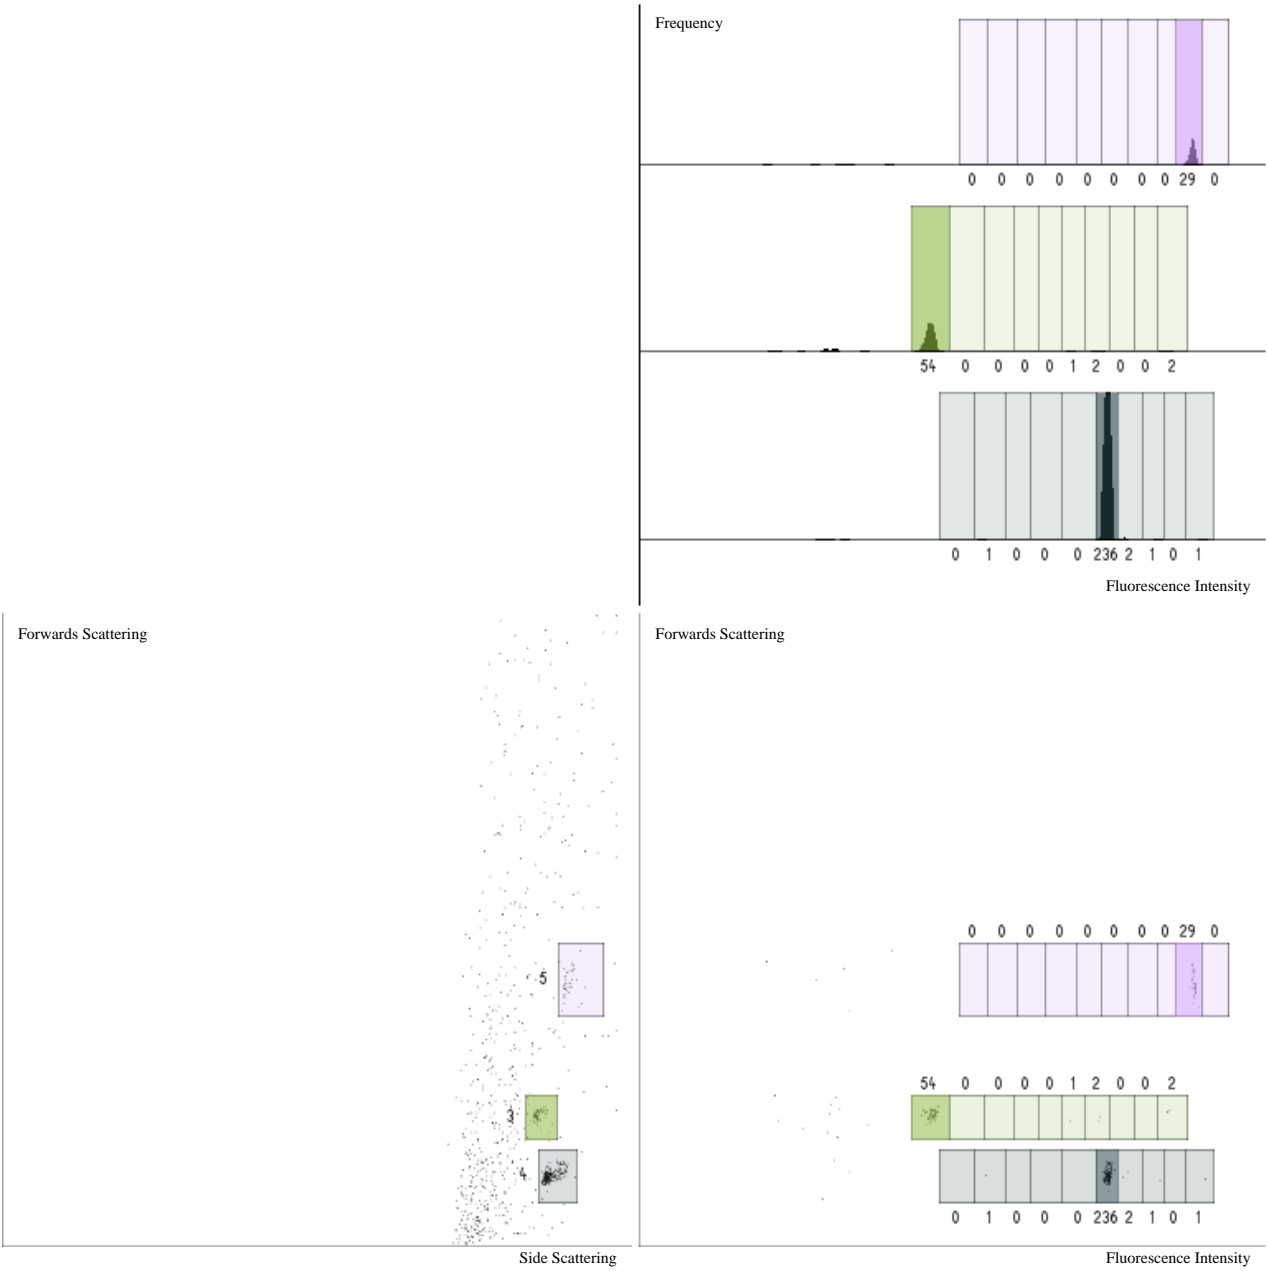 Frequency
0 0 0 0 0 0 0 0 29 0
54 0 0 0 0 1 2 0 0 2
0 1 0 0 0 236 2 1 0 1
Fluorescence Intensity
Forwards Scattering
5
3
4
Side Scattering
Forwards Scattering
0 0 0 0 0 0 0 0 29 0
54 0 0 0 0 1 2 0 0 2
0 1 0 0 0 236 2 1 0 1
Fluorescence Intensity